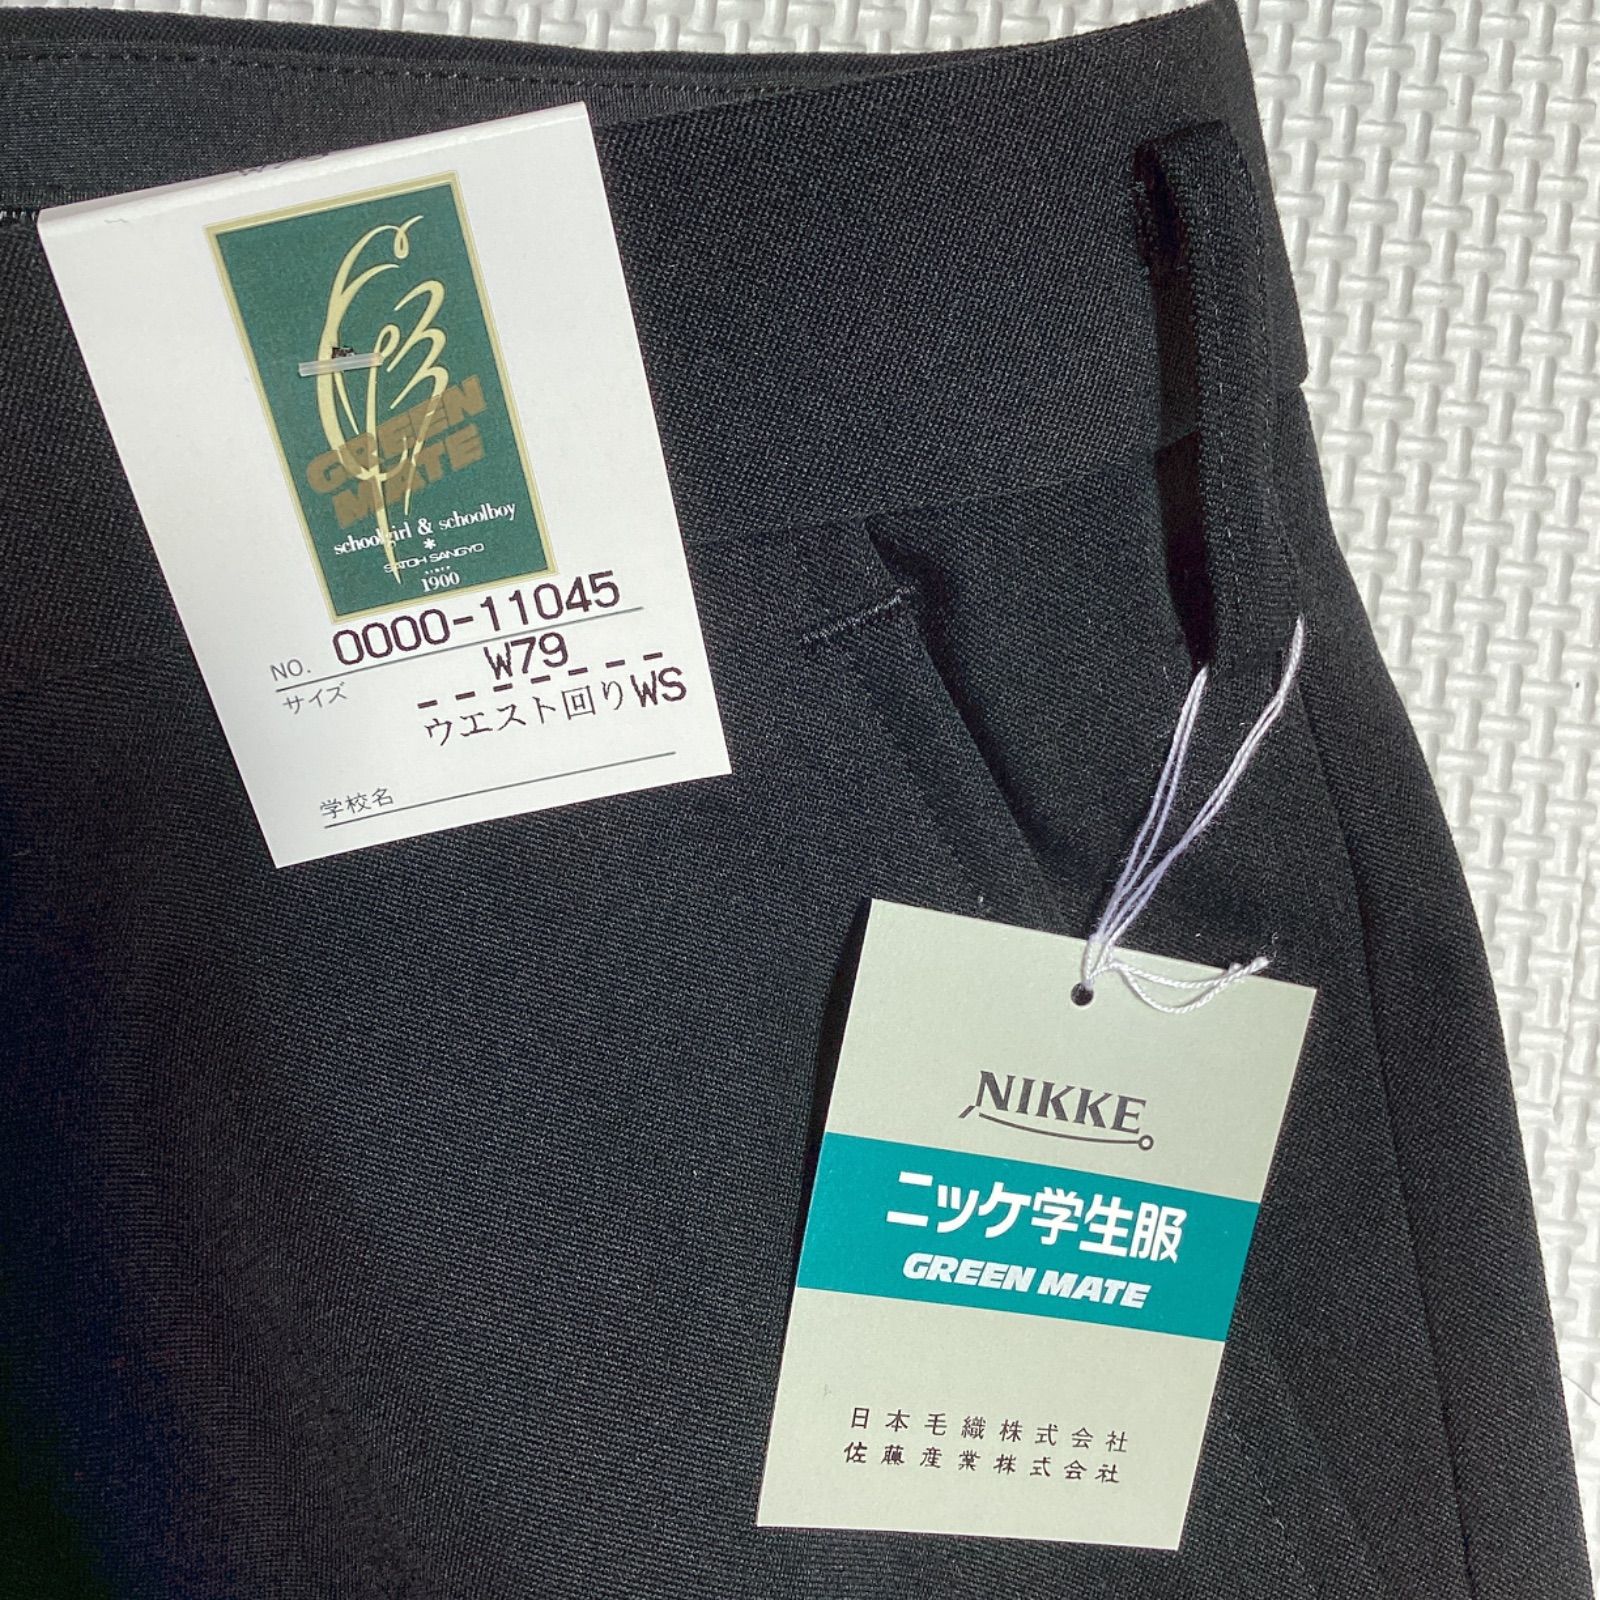 GREEN
MATE
schoolgirl & schoolboy
SATOH SANGYO
SINCE
1900
NO. 0000-11045
サイズ W79
ウエスト回りWS
学校名
NIKKE
ニッケ学生服
GREEN MATE
日本毛織株式会社
佐藤産業株式会社